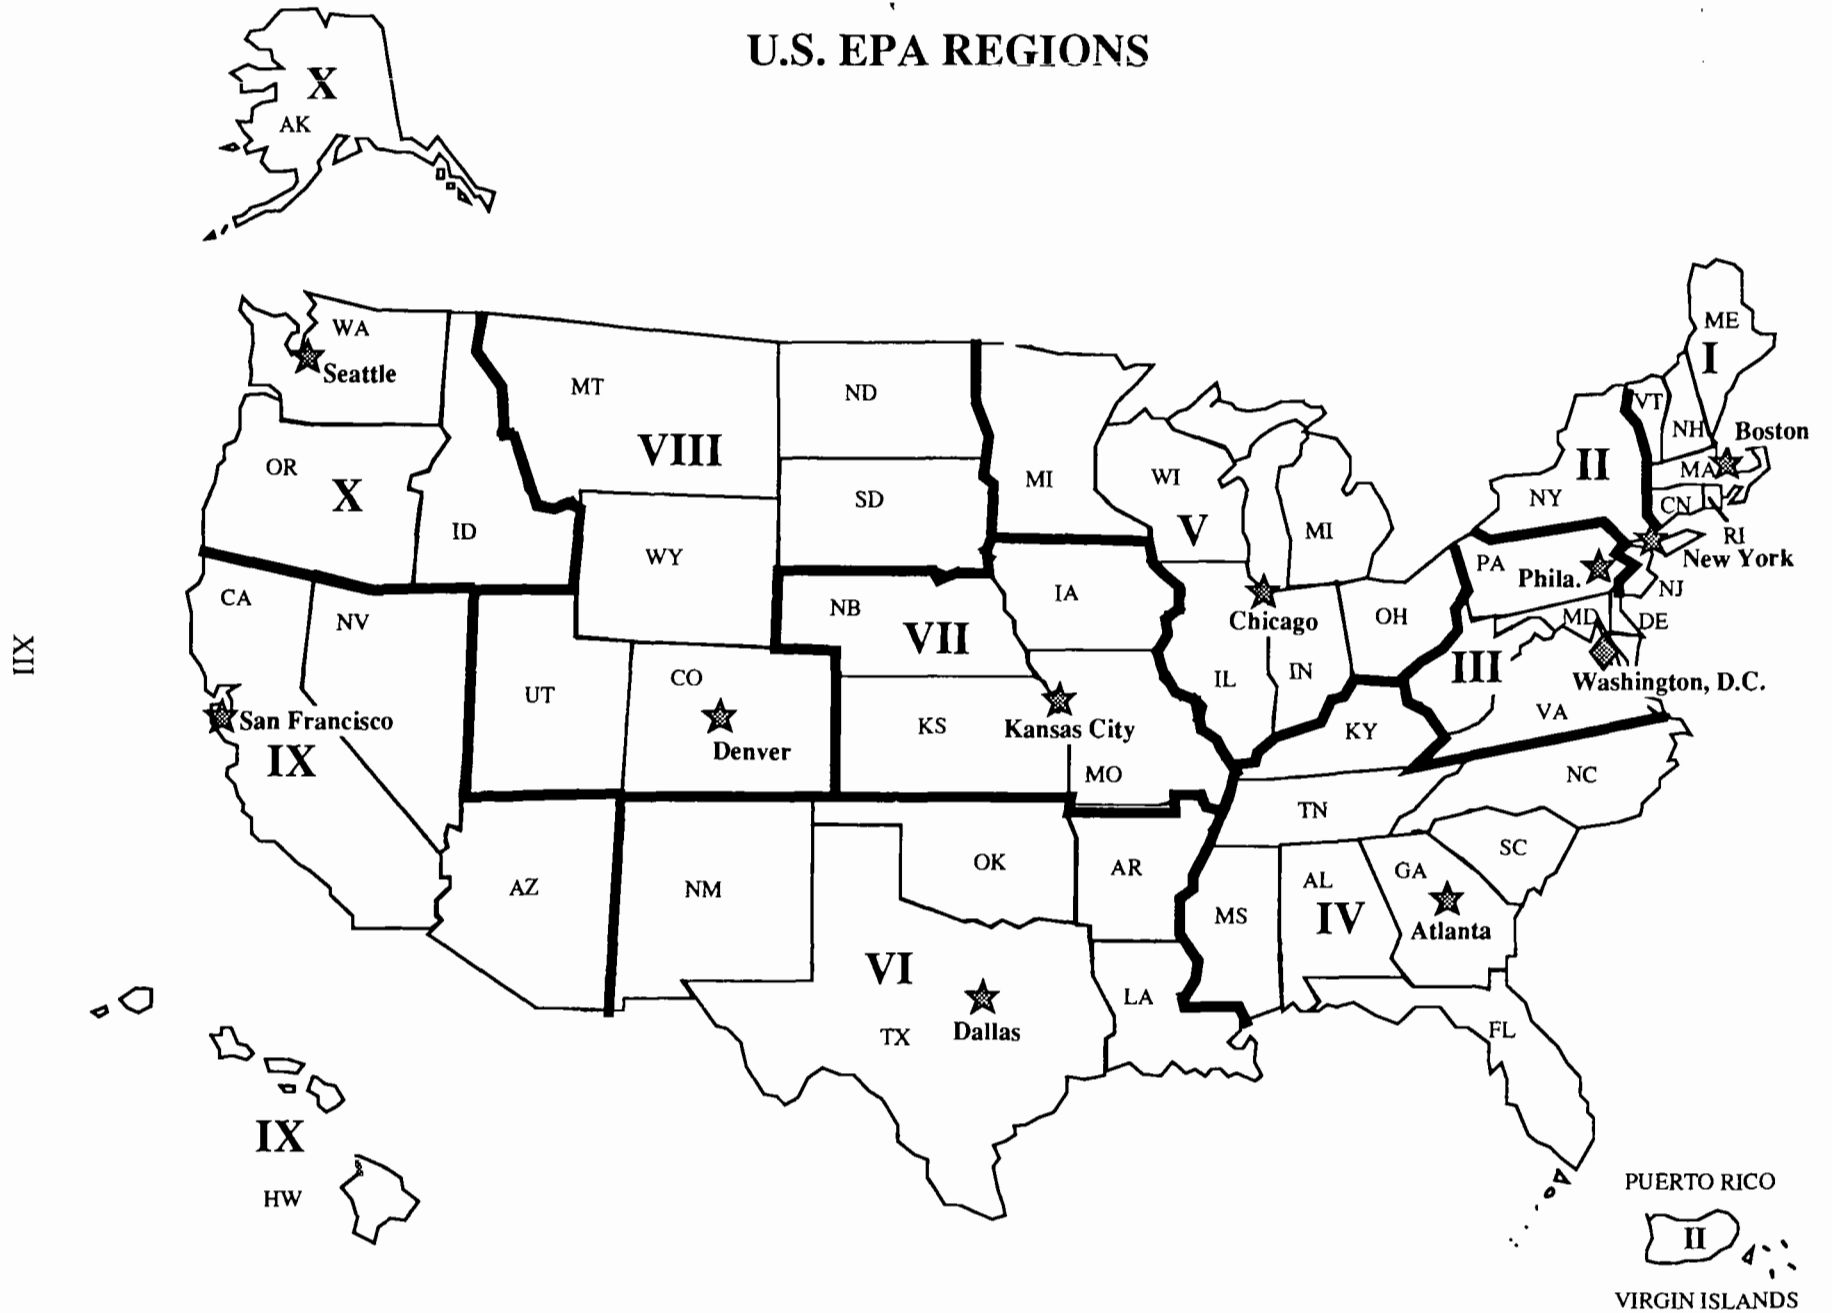 U.S. EPA REGIONS
X
AK
WA
Seattle
OR
X
ID
MT
VIII
ND
SD
WY
MI
WI
V
MI
ME
I
VT
NH
Boston
MA
CN
RI
II
NY
New York
PA
Phila.
NJ
MD
DE
III
Washington, D.C.
VA
CA
NV
San Francisco
IX
UT
CO
Denver
NB
VII
IA
KS
Kansas City
MO
Chicago
IL
IN
OH
KY
TN
NC
SC
AZ
NM
OK
AR
VI
TX
Dallas
LA
MS
AL
IV
GA
Atlanta
FL
IX
HW
PUERTO RICO
II
VIRGIN ISLANDS
XII